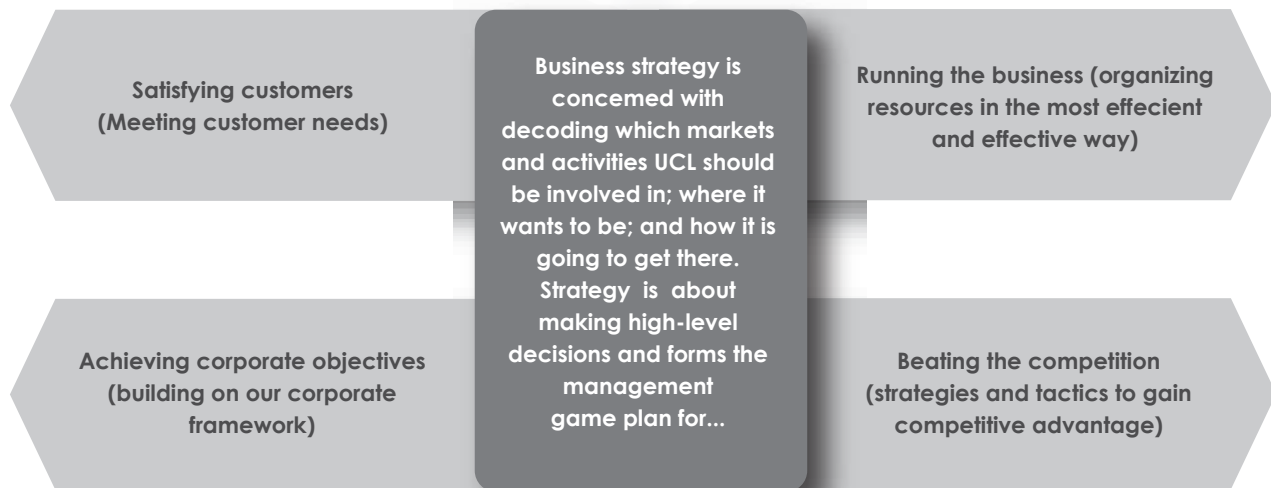 Satisfying customers
(Meeting customer needs)
Achieving corporate objectives
(building on our corporate
framework)
Business strategy is
concemed with
decoding which markets
and activities UCL should
be involved in; where it
wants to be; and how it is
going to get there.
Strategy is about
making high-level
decisions and forms the
management
game plan for...
Running the business (organizing
resources in the most effecient
and effective way)
Beating the competition
(strategies and tactics to gain
competitive advantage)